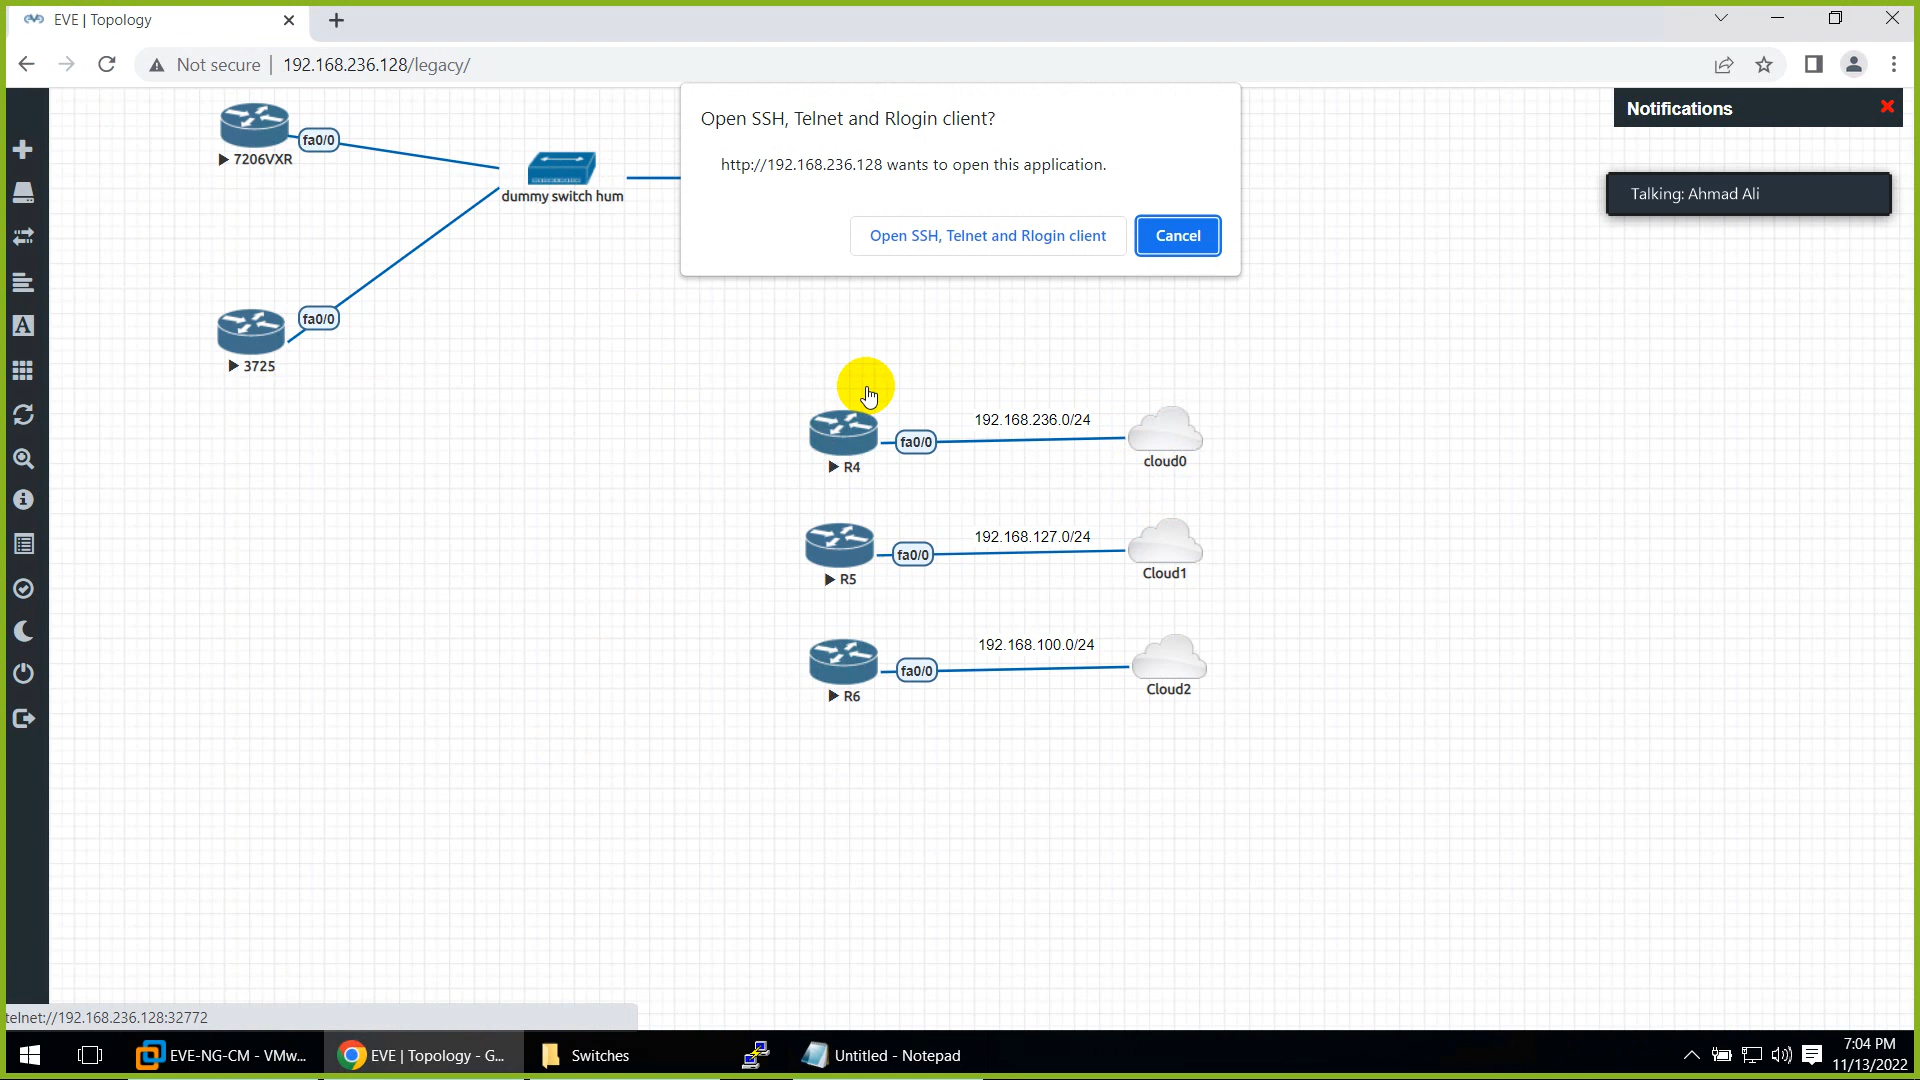 EVE | Topology
Not secure | 192.168.236.128/legacy/
Open SSH, Telnet and Rlogin client?
http://192.168.236.128 wants to open this application.
Open SSH, Telnet and Rlogin client
Cancel
Notifications
Talking: Ahmad Ali
fa0/0
7206VXR
dummy switch hum
fa0/0
3725
192.168.236.0/24
fa0/0
R4
cloud0
192.168.127.0/24
fa0/0
R5
Cloud1
192.168.100.0/24
fa0/0
R6
Cloud2
telnet://192.168.236.128:32772
EVE-NG-CM - VMw...
EVE | Topology - G...
Switches
Untitled - Notepad
7:04 PM
11/13/2022